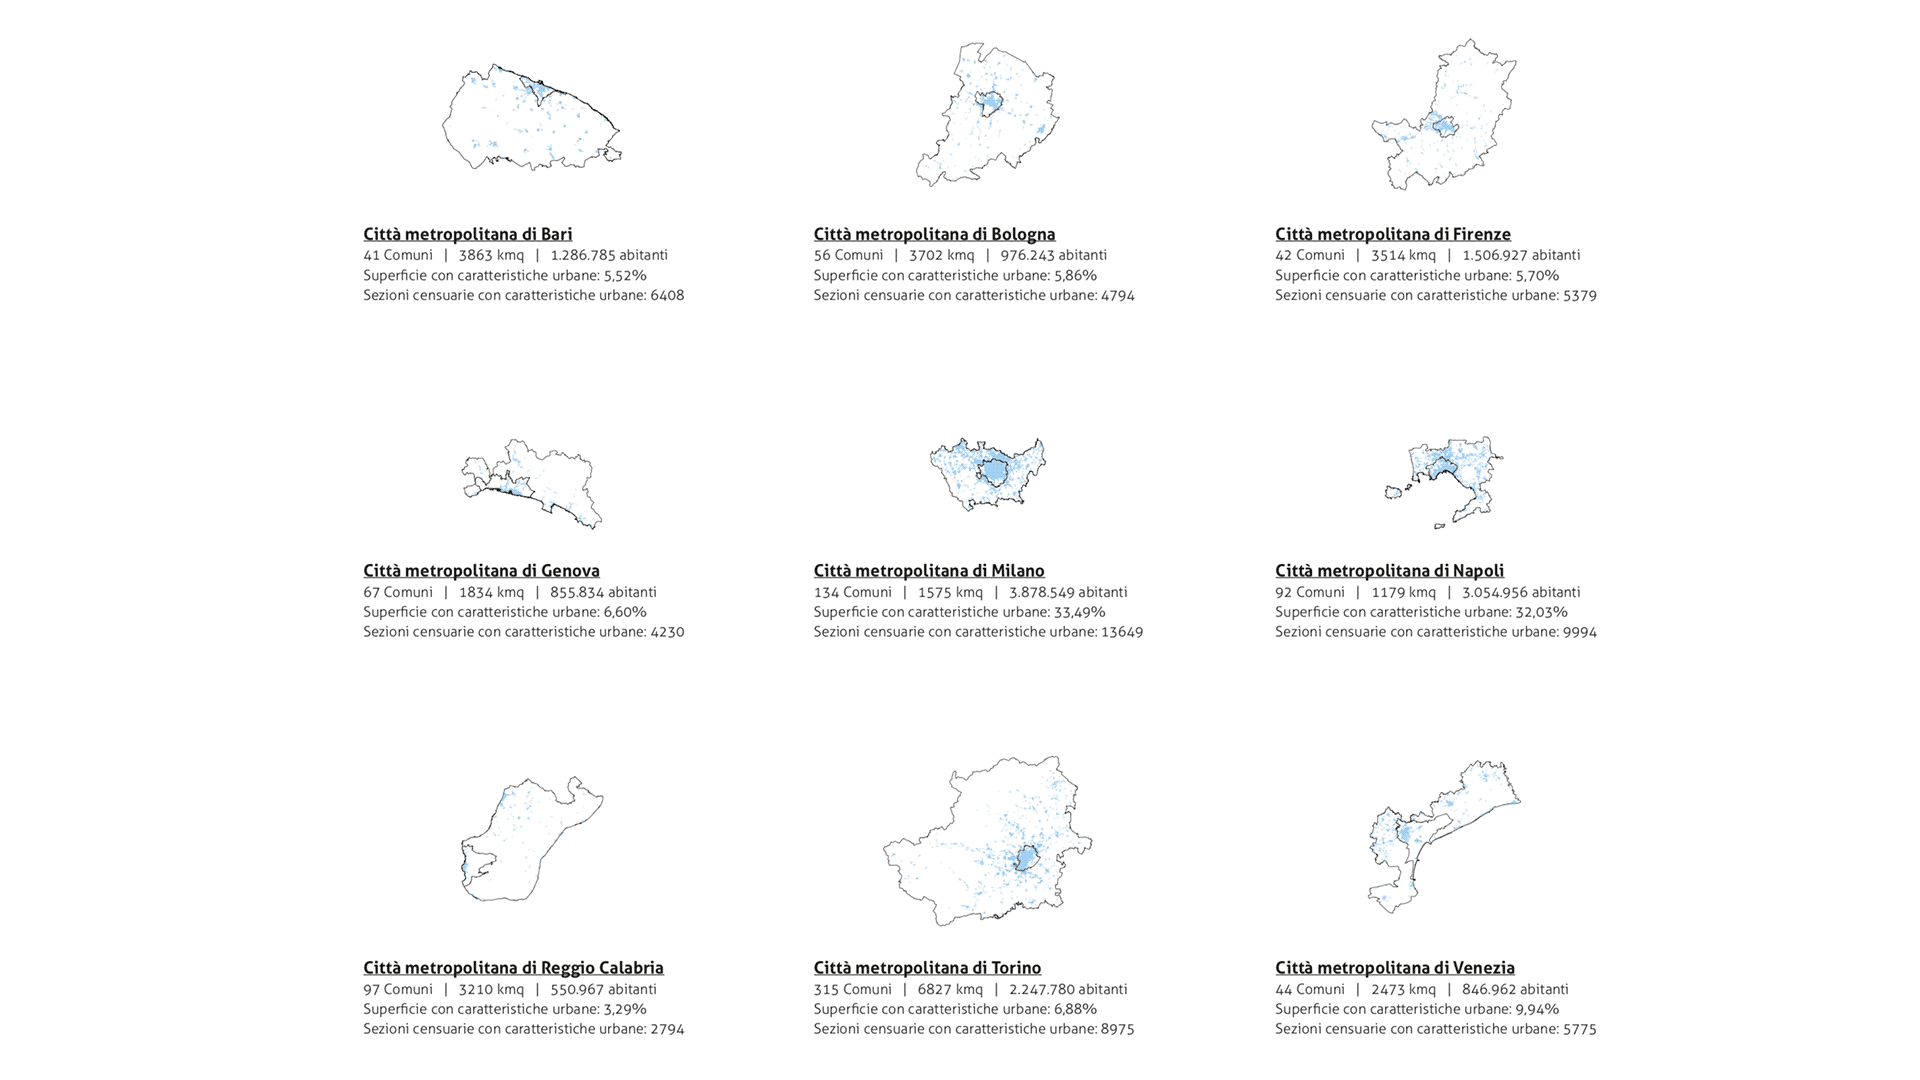 Città metropolitana di Bari
41 Comuni | 3863 kmq | 1.286.785 abitanti
Superficie con caratteristiche urbane: 5,52%
Sezioni censuarie con caratteristiche urbane: 6408
Città metropolitana di Bologna
56 Comuni | 3702 kmq | 976.243 abitanti
Superficie con caratteristiche urbane: 5,86%
Sezioni censuarie con caratteristiche urbane: 4794
Città metropolitana di Firenze
42 Comuni | 3514 kmq | 1.506.927 abitanti
Superficie con caratteristiche urbane: 5,70%
Sezioni censuarie con caratteristiche urbane: 5379
Città metropolitana di Genova
67 Comuni | 1834 kmq | 855.834 abitanti
Superficie con caratteristiche urbane: 6,60%
Sezioni censuarie con caratteristiche urbane: 4230
Città metropolitana di Milano
134 Comuni | 1575 kmq | 3.878.549 abitanti
Superficie con caratteristiche urbane: 33,49%
Sezioni censuarie con caratteristiche urbane: 13649
Città metropolitana di Napoli
92 Comuni | 1179 kmq | 3.054.956 abitanti
Superficie con caratteristiche urbane: 32,03%
Sezioni censuarie con caratteristiche urbane: 9994
Città metropolitana di Reggio Calabria
97 Comuni | 3210 kmq | 550.967 abitanti
Superficie con caratteristiche urbane: 3,29%
Sezioni censuarie con caratteristiche urbane: 2794
Città metropolitana di Torino
315 Comuni | 6827 kmq | 2.247.780 abitanti
Superficie con caratteristiche urbane: 6,88%
Sezioni censuarie con caratteristiche urbane: 8975
Città metropolitana di Venezia
44 Comuni | 2473 kmq | 846.962 abitanti
Superficie con caratteristiche urbane: 9,94%
Sezioni censuarie con caratteristiche urbane: 5775